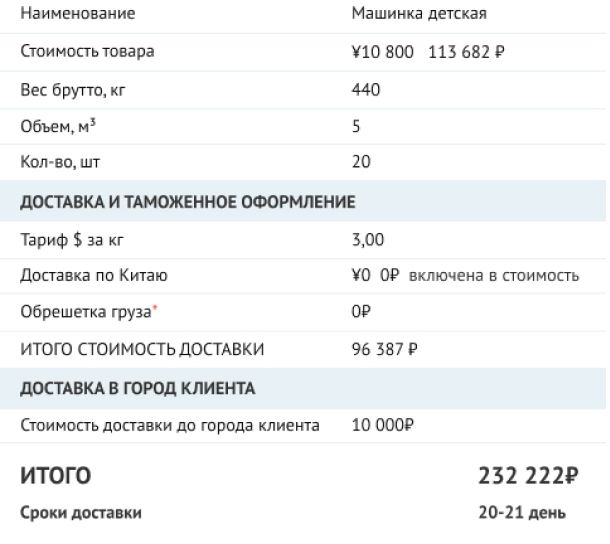 Наименование Машинка детская
Стоимость товара ¥10 800 113 682 ₽
Вес брутто, кг 440
Объем, м³ 5
Кол-во, шт 20
ДОСТАВКА И ТАМОЖЕННОЕ ОФОРМЛЕНИЕ
Тариф $ за кг 3,00
Доставка по Китаю ¥0 0₽ включена в стоимость
Обрешетка груза* 0₽
ИТОГО СТОИМОСТЬ ДОСТАВКИ 96 387 ₽
ДОСТАВКА В ГОРОД КЛИЕНТА
Стоимость доставки до города клиента 10 000₽
ИТОГО 232 222₽
Сроки доставки 20-21 день